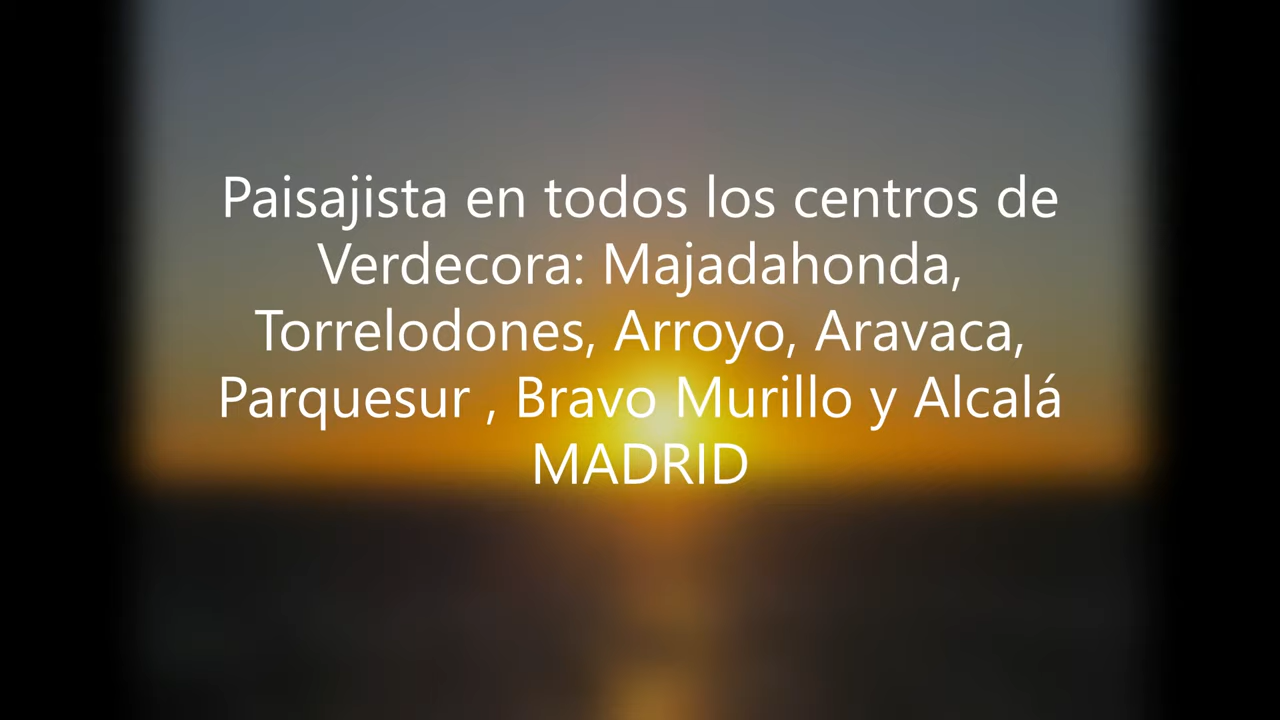 Paisajista en todos los centros de
Verdecora: Majadahonda,
Torrelodones, Arroyo, Aravaca,
Parquesur , Bravo Murillo y Alcalá
MADRID